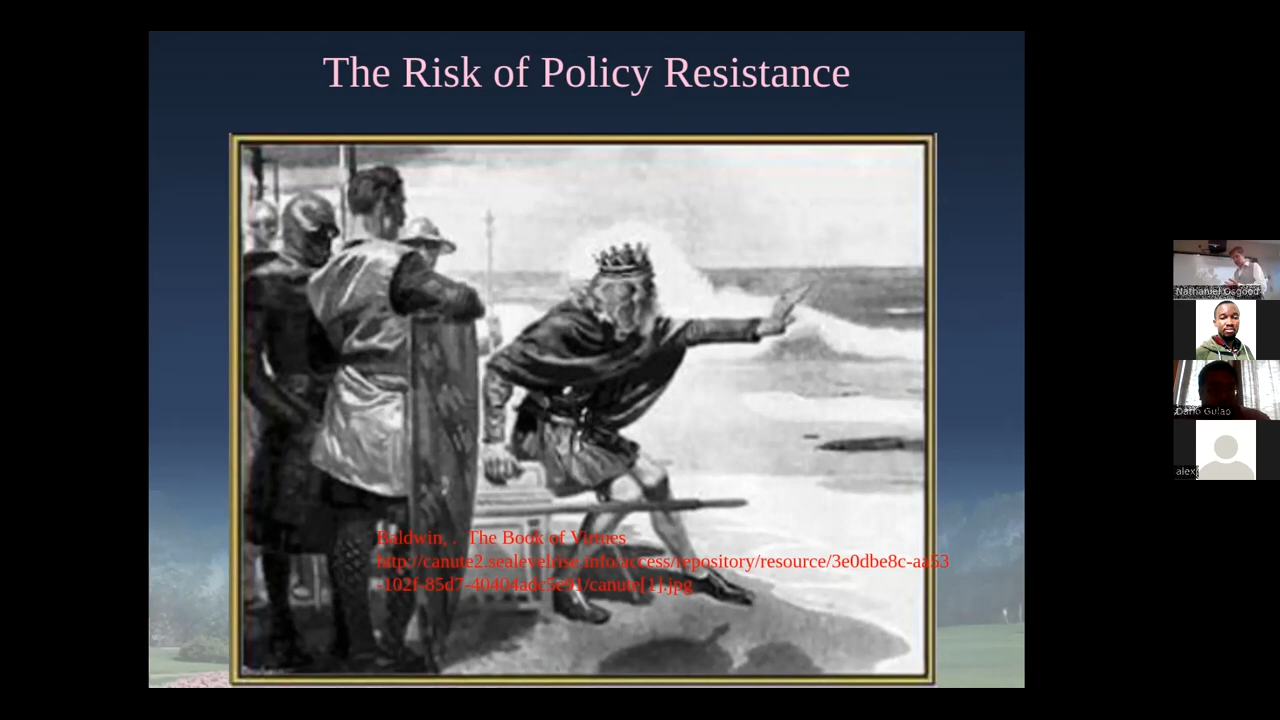 The Risk of Policy Resistance
Baldwin, . The Book of Virtues
http://canute2.sealevelrise.info/access/repository/resource/3e0dbe8c-aa53
-102f-85d7-40404adc5e91/canute[1].jpg
Nathaniel Osgood
Dario Gulao
alex